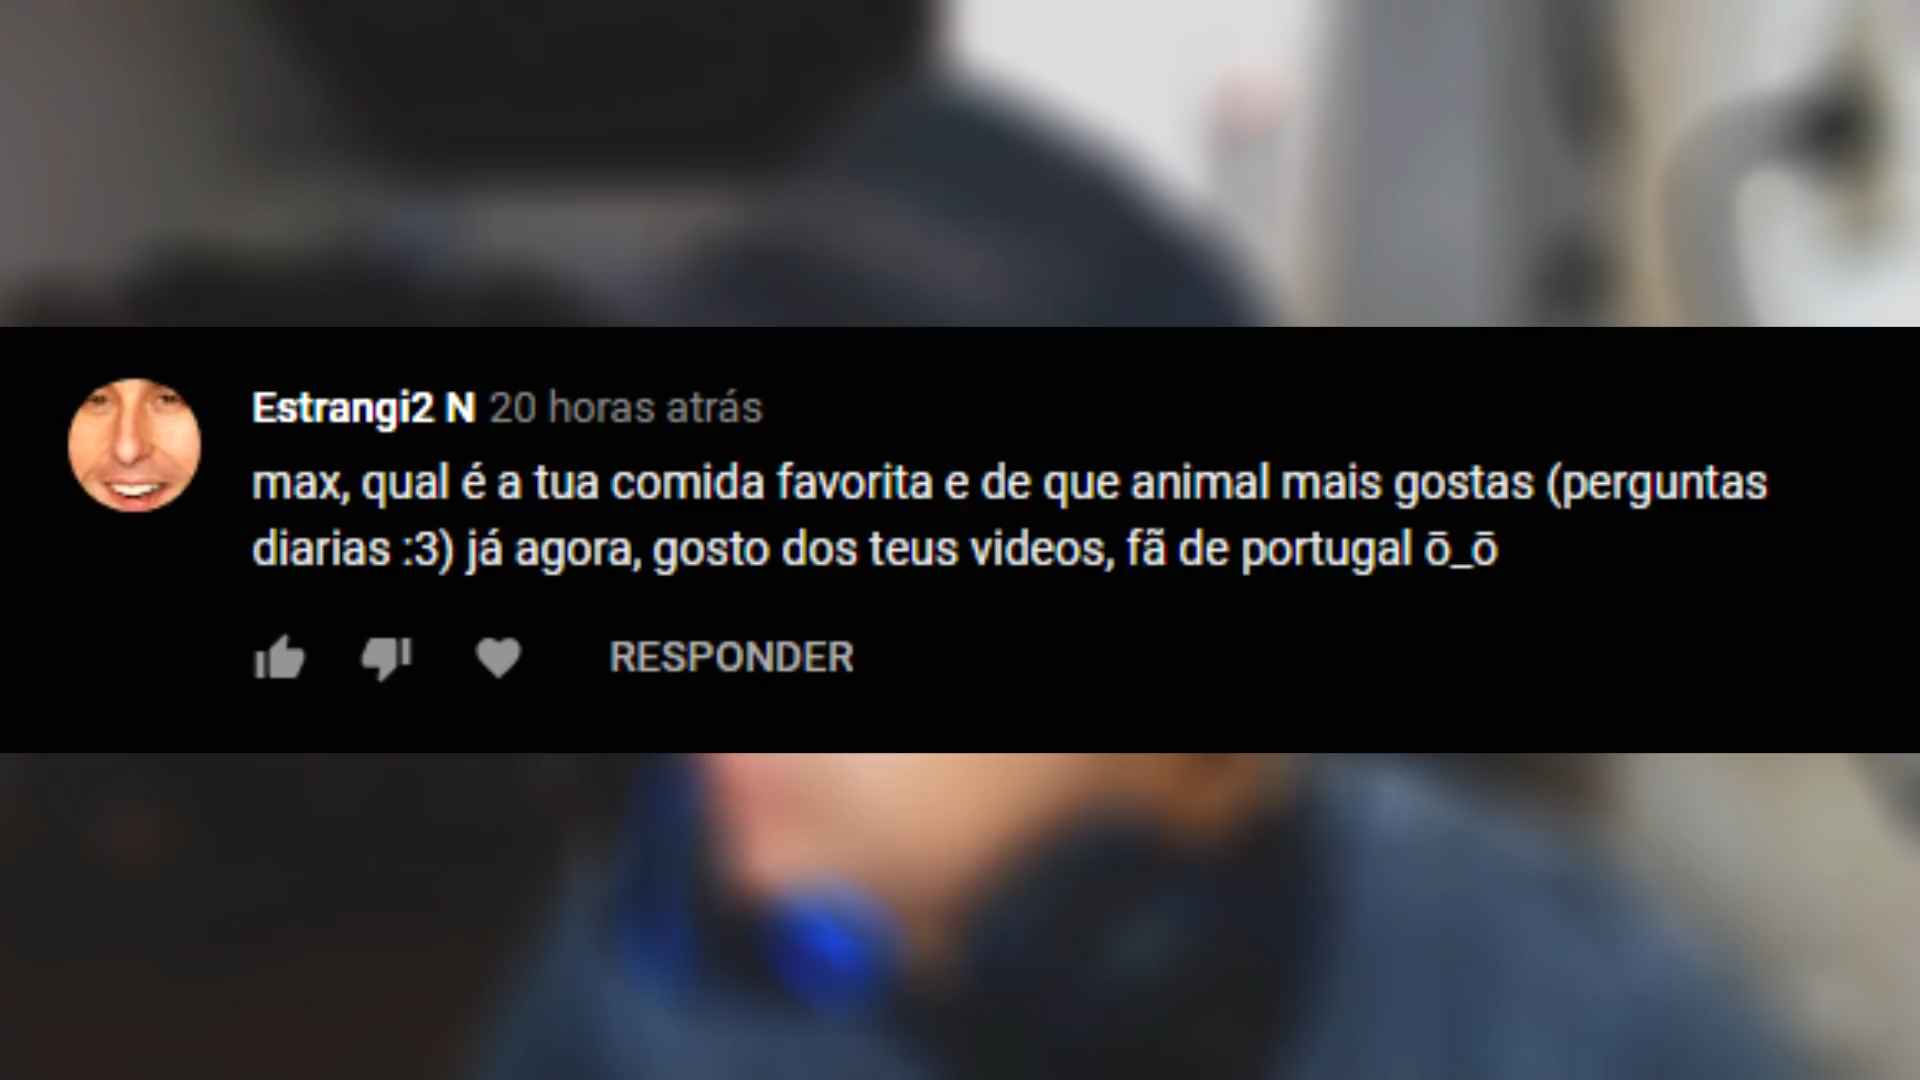 Estrangi2 N 20 horas atrás
max, qual é a tua comida favorita e de que animal mais gostas (perguntas
diarias :3) já agora, gosto dos teus videos, fã de portugal ō_ō
RESPONDER